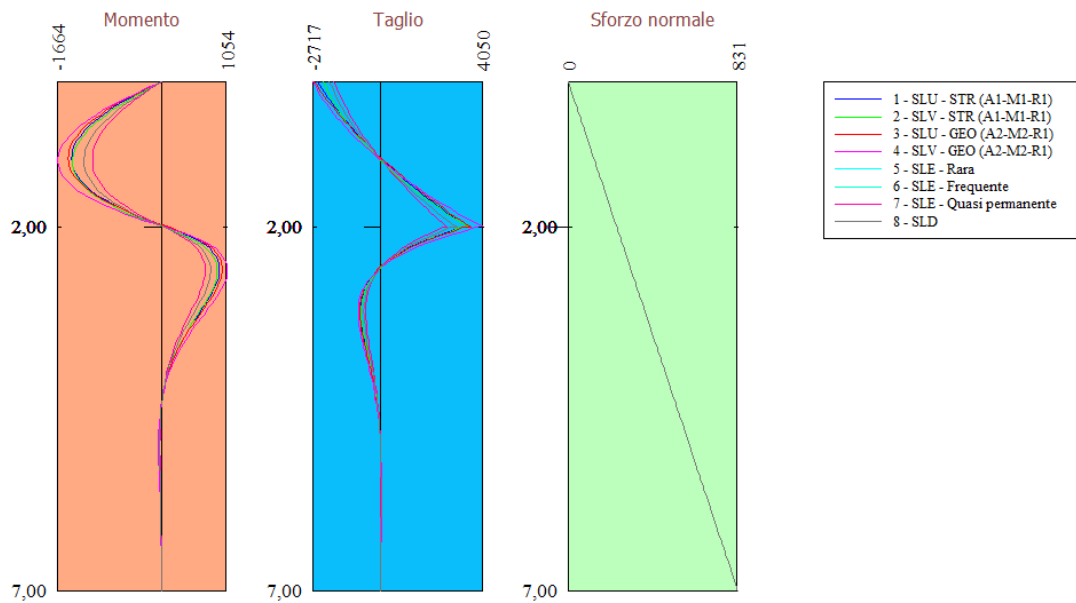 Momento
-1664
1054
2,00
7,00
Taglio
-2717
4050
2,00
7,00
Sforzo normale
0
831
2,00
7,00
1 - SLU - STR (A1-M1-R1)
2 - SLV - STR (A1-M1-R1)
3 - SLU - GEO (A2-M2-R1)
4 - SLV - GEO (A2-M2-R1)
5 - SLE - Rara
6 - SLE - Frequente
7 - SLE - Quasi permanente
8 - SLD